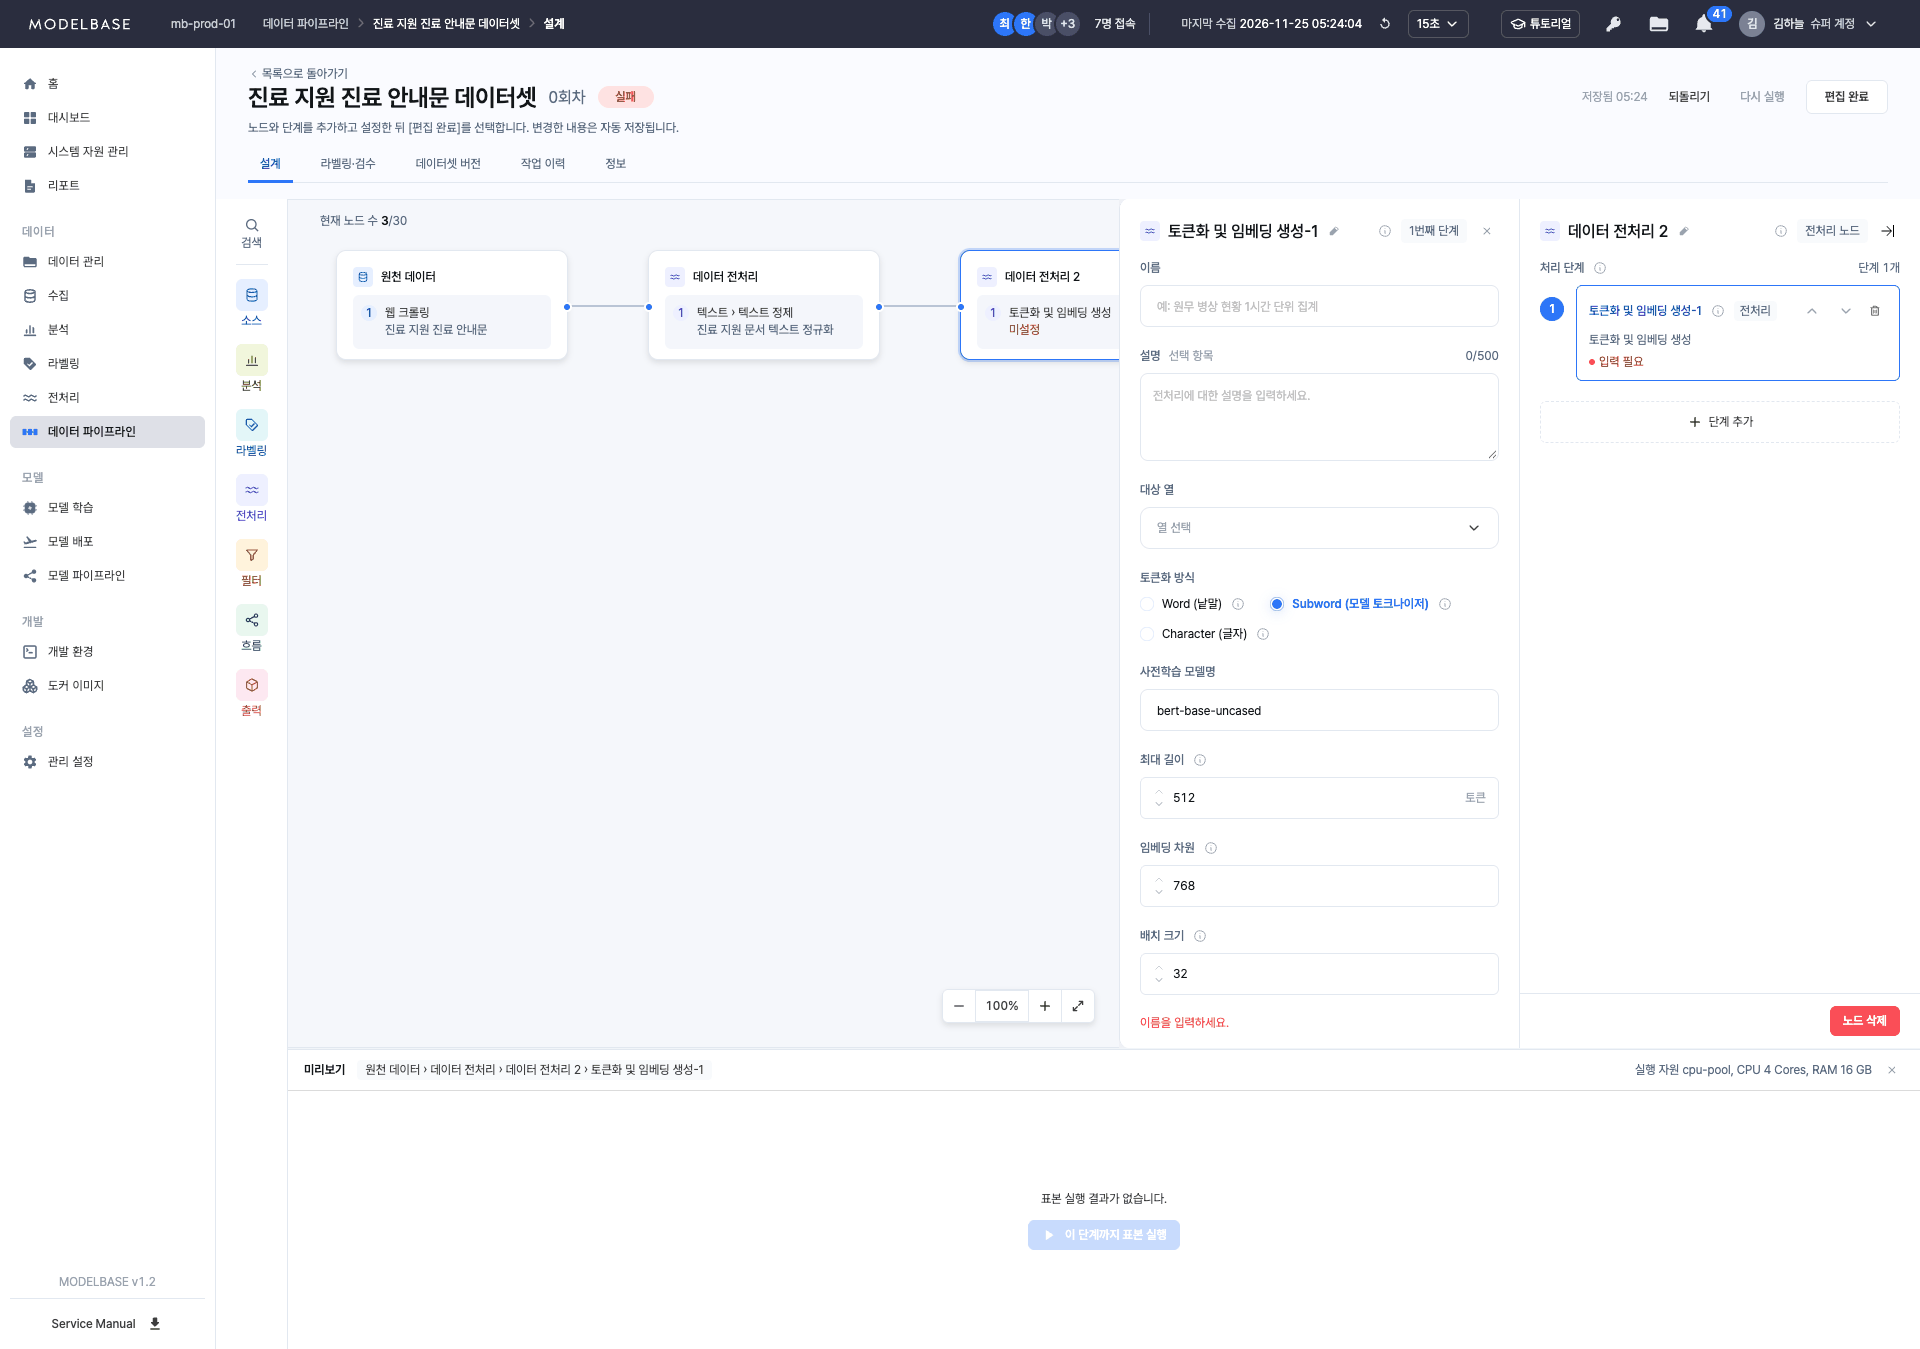 MODELBASE
mb-prod-01
데이터 파이프라인 > 진료 지원 진료 안내문 데이터셋 > 설계
최 한 박 +3 7명 접속
마지막 수집 2026-11-25 05:24:04
15초
튜토리얼
41
김 김하늘 슈퍼 계정
홈
대시보드
시스템 자원 관리
리포트
데이터
데이터 관리
수집
분석
라벨링
전처리
데이터 파이프라인
모델
모델 학습
모델 배포
모델 파이프라인
개발
개발 환경
도커 이미지
설정
관리 설정
MODELBASE v1.2
Service Manual
목록으로 돌아가기
진료 지원 진료 안내문 데이터셋 0회차 실패
노드와 단계를 추가하고 설정한 뒤 [편집 완료]를 선택합니다. 변경한 내용은 자동 저장됩니다.
저장됨 05:24 되돌리기 다시 실행 편집 완료
설계 라벨링·검수 데이터셋 버전 작업 이력 정보
검색
소스
분석
라벨링
전처리
필터
흐름
출력
현재 노드 수 3/30
원천 데이터
1 웹 크롤링
진료 지원 진료 안내문
데이터 전처리
1 텍스트 › 텍스트 정제
진료 지원 문서 텍스트 정규화
데이터 전처리 2
1 토큰화 및 임베딩 생성
미설정
100%
토큰화 및 임베딩 생성-1 1번째 단계
이름
예: 원무 병상 현황 1시간 단위 집계
설명 선택 항목 0/500
전처리에 대한 설명을 입력하세요.
대상 열
열 선택
토큰화 방식
Word (낱말) Subword (모델 토크나이저)
Character (글자)
사전학습 모델명
bert-base-uncased
최대 길이
512 토큰
임베딩 차원
768
배치 크기
32
이름을 입력하세요.
데이터 전처리 2 전처리 노드
처리 단계 단계 1개
1 토큰화 및 임베딩 생성-1 전처리
토큰화 및 임베딩 생성
입력 필요
단계 추가
노드 삭제
미리보기 원천 데이터 › 데이터 전처리 › 데이터 전처리 2 › 토큰화 및 임베딩 생성-1
실행 자원 cpu-pool, CPU 4 Cores, RAM 16 GB
표본 실행 결과가 없습니다.
이 단계까지 표본 실행